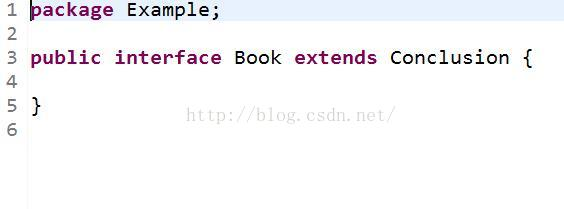 1 package Example;
2
3 public interface Book extends Conclusion {
4
5 }
http://blog.csdn.net/
6